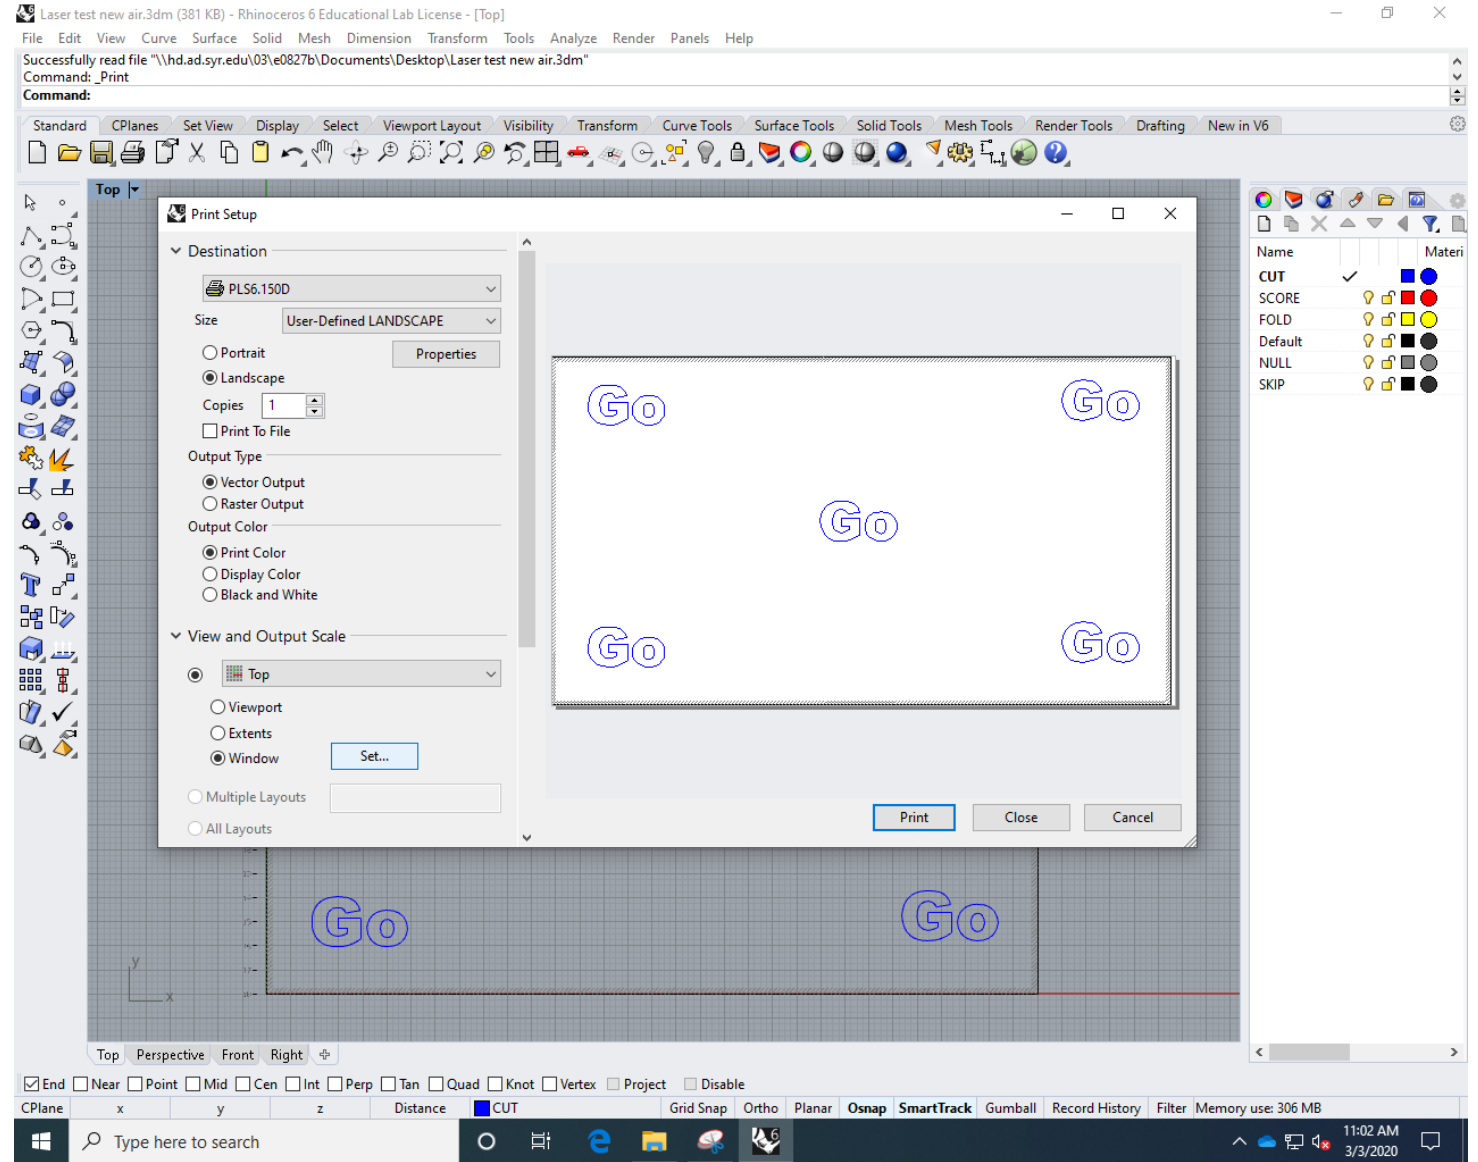 Laser test new air.3dm (381 KB) - Rhinoceros 6 Educational Lab License - [Top]
File Edit View Curve Surface Solid Mesh Dimension Transform Tools Analyze Render Panels Help
Successfully read file "\\hd.ad.syr.edu\03\e0827b\Documents\Desktop\Laser test new air.3dm"
Command: _Print
Command:
Standard CPlanes Set View Display Select Viewport Layout Visibility Transform Curve Tools Surface Tools Solid Tools Mesh Tools Render Tools Drafting New in V6
Top
Print Setup
Destination
PLS6.150D
Size User-Defined LANDSCAPE
Portrait Properties
Landscape
Copies 1
Print To File
Output Type
Vector Output
Raster Output
Output Color
Print Color
Display Color
Black and White
View and Output Scale
Top
Viewport
Extents
Window Set...
Multiple Layouts
All Layouts
Go Go
Go
Go Go
Print Close Cancel
Name Materi
CUT
SCORE
FOLD
Default
NULL
SKIP
Go Go
y
x
Top Perspective Front Right
End Near Point Mid Cen Int Perp Tan Quad Knot Vertex Project Disable
CPlane x y z Distance CUT Grid Snap Ortho Planar Osnap SmartTrack Gumball Record History Filter Memory use: 306 MB
Type here to search
6
11:02 AM
3/3/2020